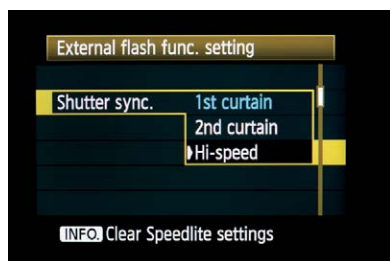 External flash func. setting
Shutter sync. 1st curtain
2nd curtain
Hi-speed
INFO. Clear Speedlite settings